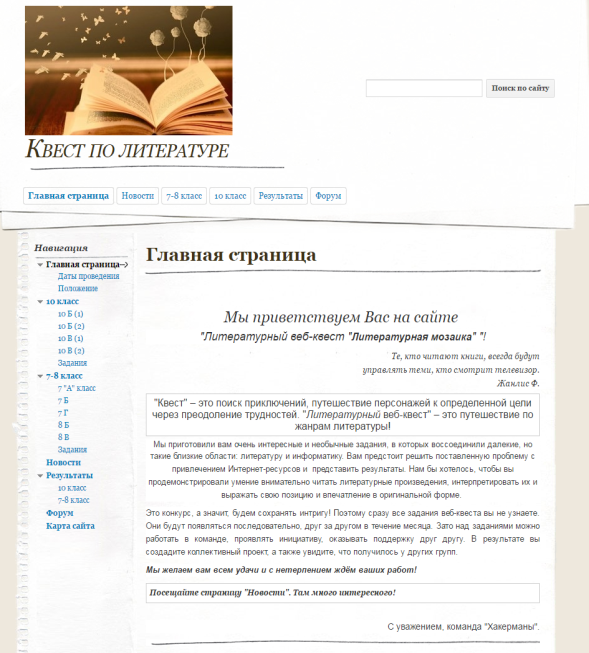 Квест по литературе
Поиск по сайту
Главная страница Новости 7-8 класс 10 класс Результаты Форум
Навигация
Главная страница
Даты проведения
Положение
10 класс
10 Б (1)
10 Б (2)
10 В (1)
10 В (2)
Задания
7-8 класс
7 "А" класс
7 Б
7 Г
8 Б
8 В
Задания
Новости
Результаты
10 класс
7-8 класс
Форум
Карта сайта
Главная страница
Мы приветствуем Вас на сайте
"Литературный веб-квест "Литературная мозаика" "!
Те, кто читают книги, всегда будут
управлять теми, кто смотрит телевизор.
Жанлис Ф.
"Квест" – это поиск приключений, путешествие персонажей к определенной цели
через преодоление трудностей. "Литературный веб-квест" – это путешествие по
жанрам литературы!
Мы приготовили вам очень интересные и необычные задания, в которых воссоединили далекие, но
такие близкие области: литературу и информатику. Вам предстоит решить поставленную проблему с
привлечением Интернет-ресурсов и представить результаты. Нам бы хотелось, чтобы вы
продемонстрировали умение внимательно читать литературные произведения, интерпретировать их и
выражать свою позицию и впечатление в оригинальной форме.
Это конкурс, а значит, будем сохранять интригу! Поэтому сразу все задания веб-квеста вы не узнаете.
Они будут появляться последовательно, друг за другом в течение месяца. Зато над заданиями можно
работать в команде, проявлять инициативу, оказывать поддержку друг другу. В результате вы
создадите коллективный проект, а также увидите, что получилось у других групп.
Мы желаем вам всем удачи и с нетерпением ждём ваших работ!
Посещайте страницу "Новости". Там много интересного!
С уважением, команда "Хакерманы".